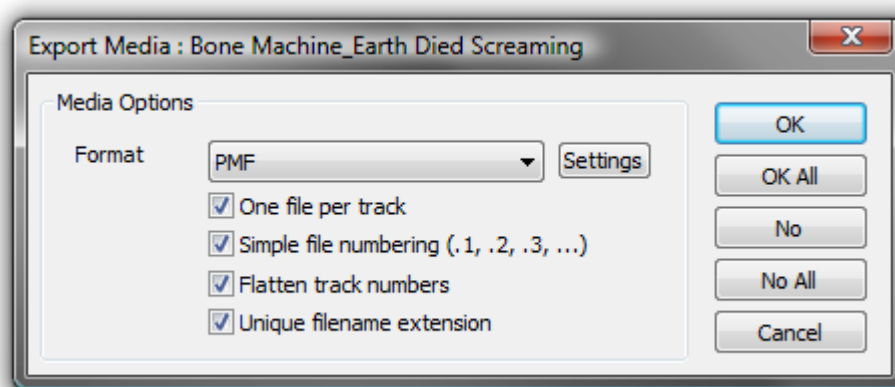 Export Media : Bone Machine_Earth Died Screaming
Media Options
Format
PMF
Settings
One file per track
Simple file numbering (.1, .2, .3, ...)
Flatten track numbers
Unique filename extension
OK
OK All
No
No All
Cancel